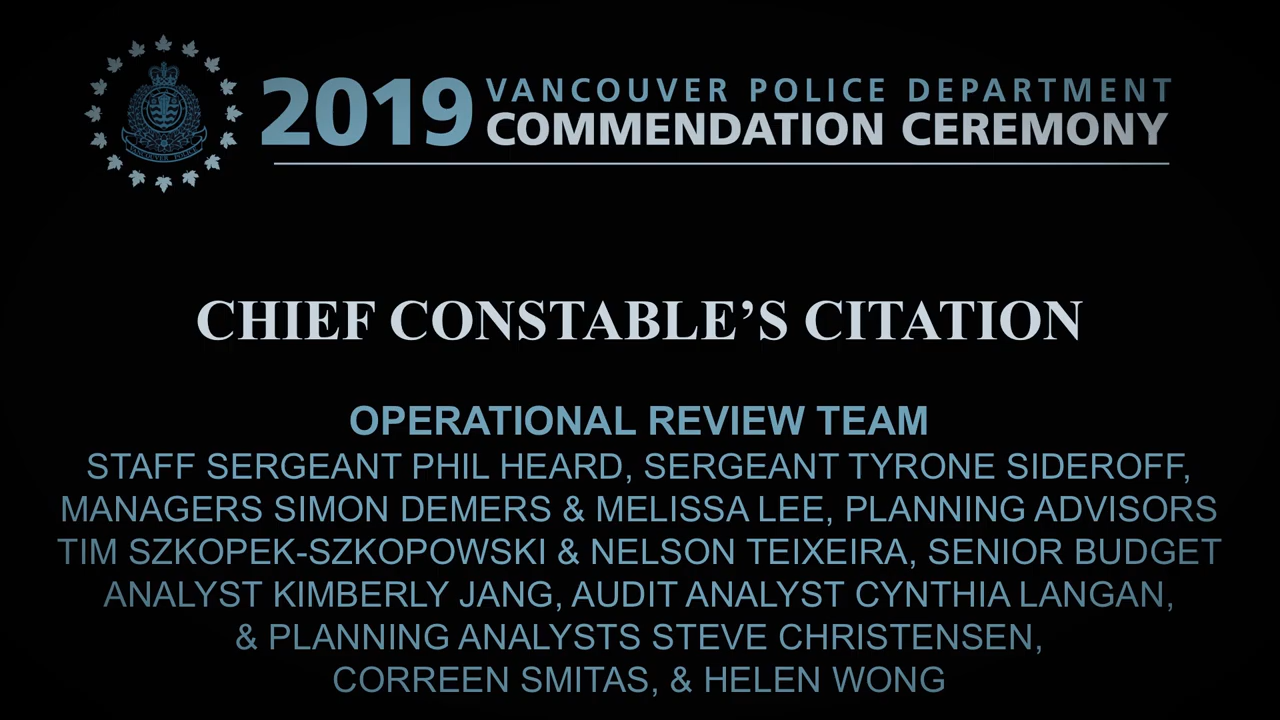 VANCOUVER POLICE
2019 VANCOUVER POLICE DEPARTMENT
COMMENDATION CEREMONY
CHIEF CONSTABLE’S CITATION
OPERATIONAL REVIEW TEAM
STAFF SERGEANT PHIL HEARD, SERGEANT TYRONE SIDEROFF,
MANAGERS SIMON DEMERS & MELISSA LEE, PLANNING ADVISORS
TIM SZKOPEK-SZKOPOWSKI & NELSON TEIXEIRA, SENIOR BUDGET
ANALYST KIMBERLY JANG, AUDIT ANALYST CYNTHIA LANGAN,
& PLANNING ANALYSTS STEVE CHRISTENSEN,
CORREEN SMITAS, & HELEN WONG